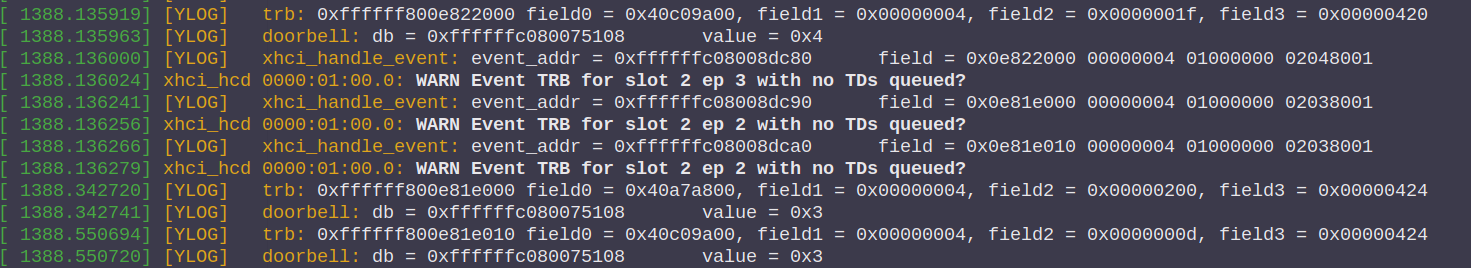 [ 1388.135919] [YLOG]   trb: 0xffffff800e822000 field0 = 0x40c09a00, field1 = 0x00000004, field2 = 0x0000001f, field3 = 0x00000420
[ 1388.135963] [YLOG]   doorbell: db = 0xffffffc080075108       value = 0x4
[ 1388.136000] [YLOG]   xhci_handle_event: event_addr = 0xffffffc08008dc80      field = 0x0e822000 00000004 01000000 02048001
[ 1388.136024] xhci_hcd 0000:01:00.0: WARN Event TRB for slot 2 ep 3 with no TDs queued?
[ 1388.136241] [YLOG]   xhci_handle_event: event_addr = 0xffffffc08008dc90      field = 0x0e81e000 00000004 01000000 02038001
[ 1388.136256] xhci_hcd 0000:01:00.0: WARN Event TRB for slot 2 ep 2 with no TDs queued?
[ 1388.136266] [YLOG]   xhci_handle_event: event_addr = 0xffffffc08008dca0      field = 0x0e81e010 00000004 01000000 02038001
[ 1388.136279] xhci_hcd 0000:01:00.0: WARN Event TRB for slot 2 ep 2 with no TDs queued?
[ 1388.342720] [YLOG]   trb: 0xffffff800e81e000 field0 = 0x40a7a800, field1 = 0x00000004, field2 = 0x00000200, field3 = 0x00000424
[ 1388.342741] [YLOG]   doorbell: db = 0xffffffc080075108       value = 0x3
[ 1388.550694] [YLOG]   trb: 0xffffff800e81e010 field0 = 0x40c09a00, field1 = 0x00000004, field2 = 0x0000000d, field3 = 0x00000424
[ 1388.550720] [YLOG]   doorbell: db = 0xffffffc080075108       value = 0x3